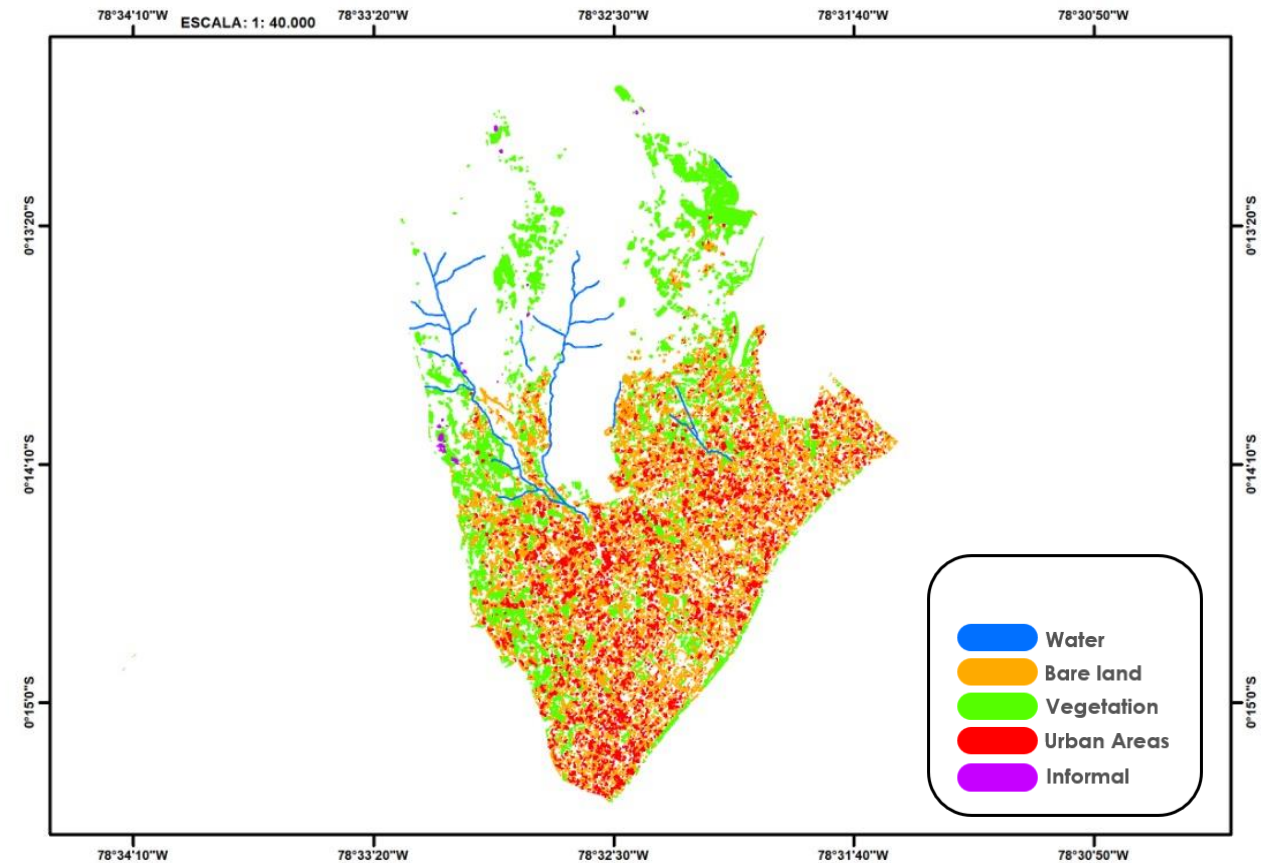 78°34'10"W 78°33'20"W 78°32'30"W 78°31'40"W 78°30'50"W
ESCALA: 1: 40.000
0°13'20"S 0°13'20"S
0°14'10"S 0°14'10"S
Water
Bare land
Vegetation
0°15'0"S 0°15'0"S
Urban Areas
Informal
78°34'10"W 78°33'20"W 78°32'30"W 78°31'40"W 78°30'50"W